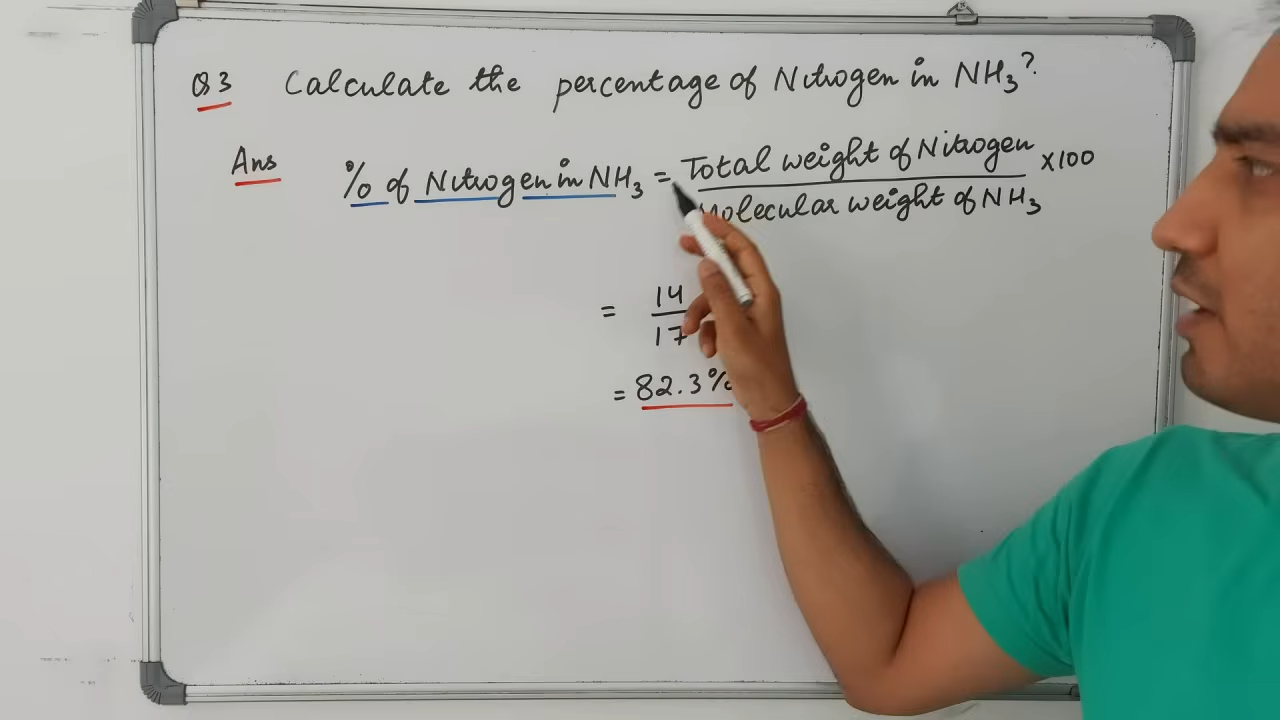 Q3 Calculate the percentage of Nitrogen in NH₃?
Ans % of Nitrogen in NH₃ = Total weight of Nitrogen ×100
Molecular weight of NH₃
= 14
17
= 82.3%